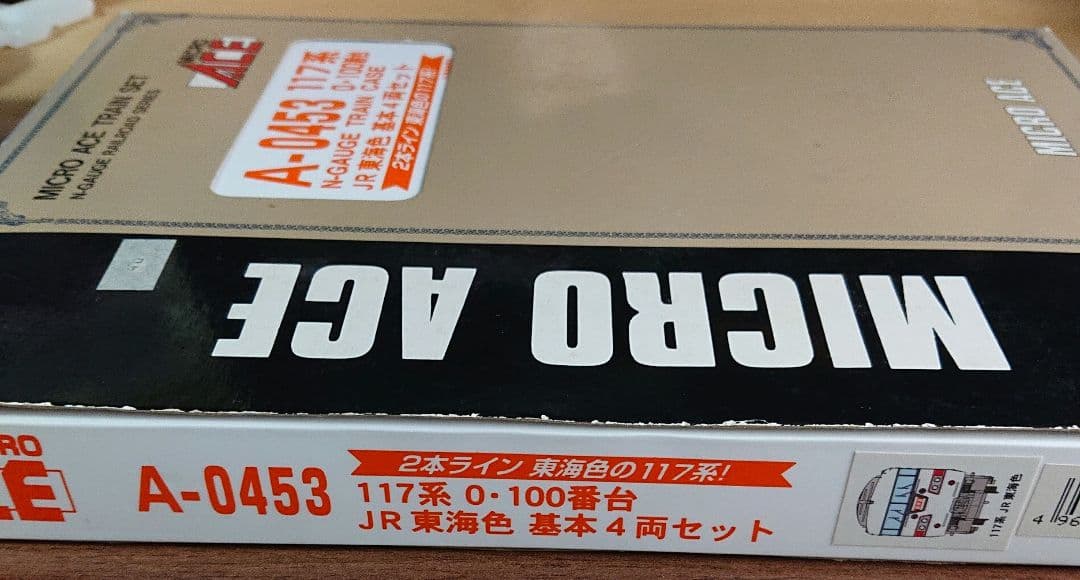 MICRO ACE TRAIN SET
N-GAUGE RAILROAD SERIES
MICRO
ACE
A-0453 117系
N-GAUGE TRAIN CASE 0・100番台
JR東海色 基本4両セット
2本ライン 東海色の117系!
MICRO ACE
MICRO ACE
A-0453
2本ライン 東海色の117系!
117系 0・100番台
JR東海色 基本4両セット
117系 JR東海色